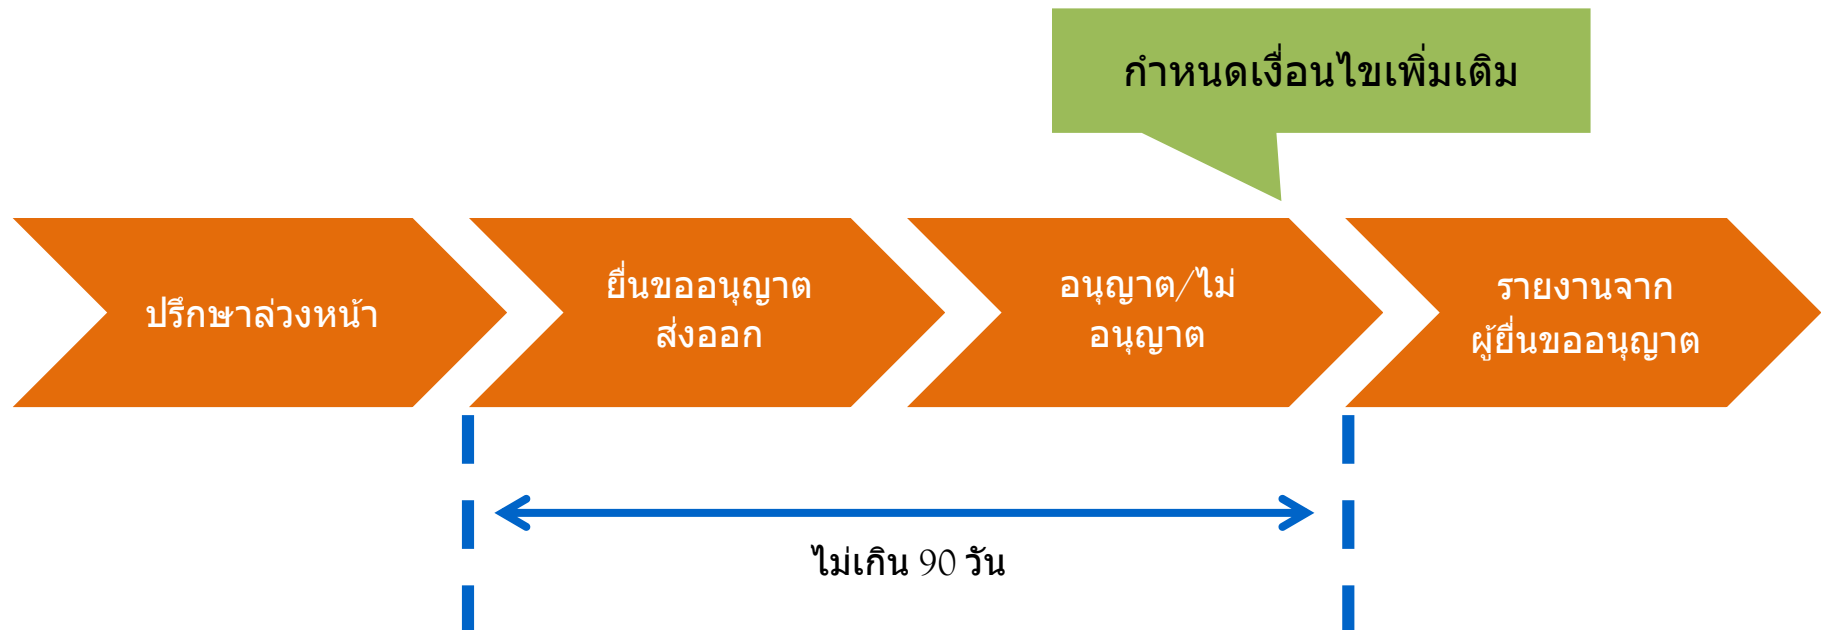 กำหนดเงื่อนไขเพิ่มเติม
ปรึกษาล่วงหน้า
ยื่นขออนุญาต
ส่งออก
อนุญาต/ไม่
อนุญาต
รายงานจาก
ผู้ยื่นขออนุญาต
ไม่เกิน 90 วัน